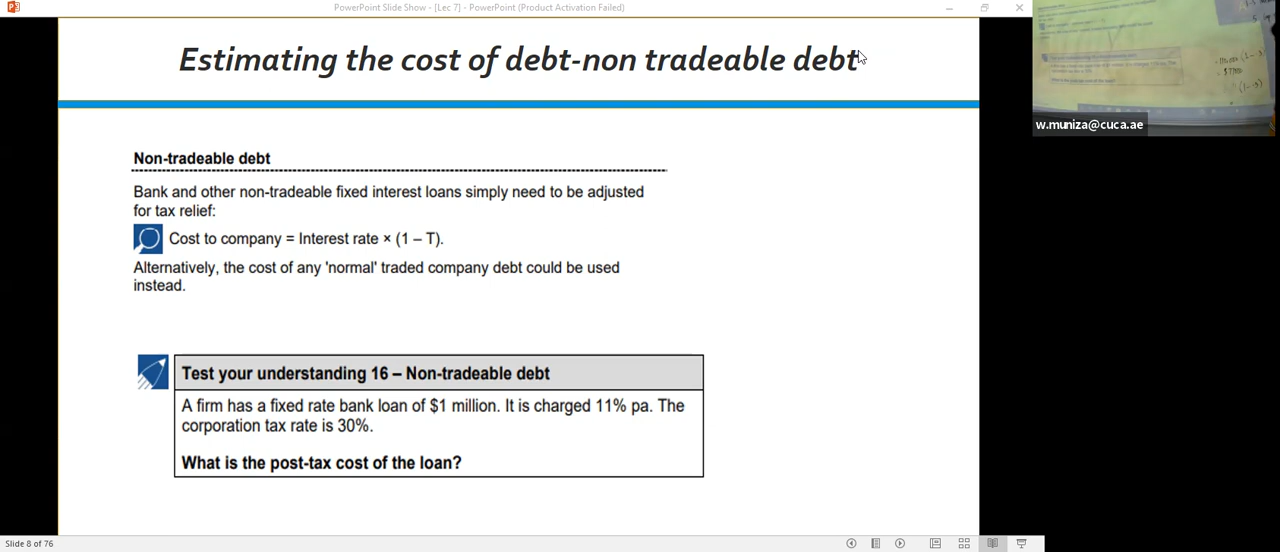 PowerPoint Slide Show - [Lec 7] - PowerPoint (Product Activation Failed)
Estimating the cost of debt-non tradeable debt
w.muniza@cuca.ae
Non-tradeable debt
Bank and other non-tradeable fixed interest loans simply need to be adjusted
for tax relief:
Cost to company = Interest rate × (1 – T).
Alternatively, the cost of any 'normal' traded company debt could be used
instead.
Test your understanding 16 – Non-tradeable debt
A firm has a fixed rate bank loan of $1 million. It is charged 11% pa. The
corporation tax rate is 30%.
What is the post-tax cost of the loan?
Slide 8 of 76